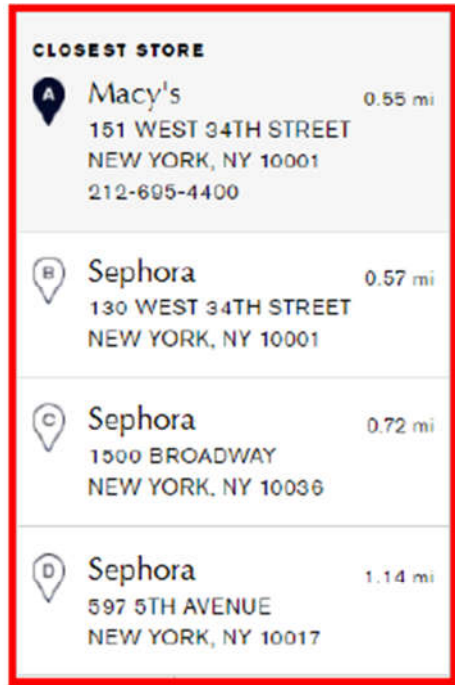 CLOSEST STORE
A Macy's 0.55 mi
151 WEST 34TH STREET
NEW YORK, NY 10001
212-695-4400
B Sephora 0.57 mi
130 WEST 34TH STREET
NEW YORK, NY 10001
C Sephora 0.72 mi
1500 BROADWAY
NEW YORK, NY 10036
D Sephora 1.14 mi
597 5TH AVENUE
NEW YORK, NY 10017